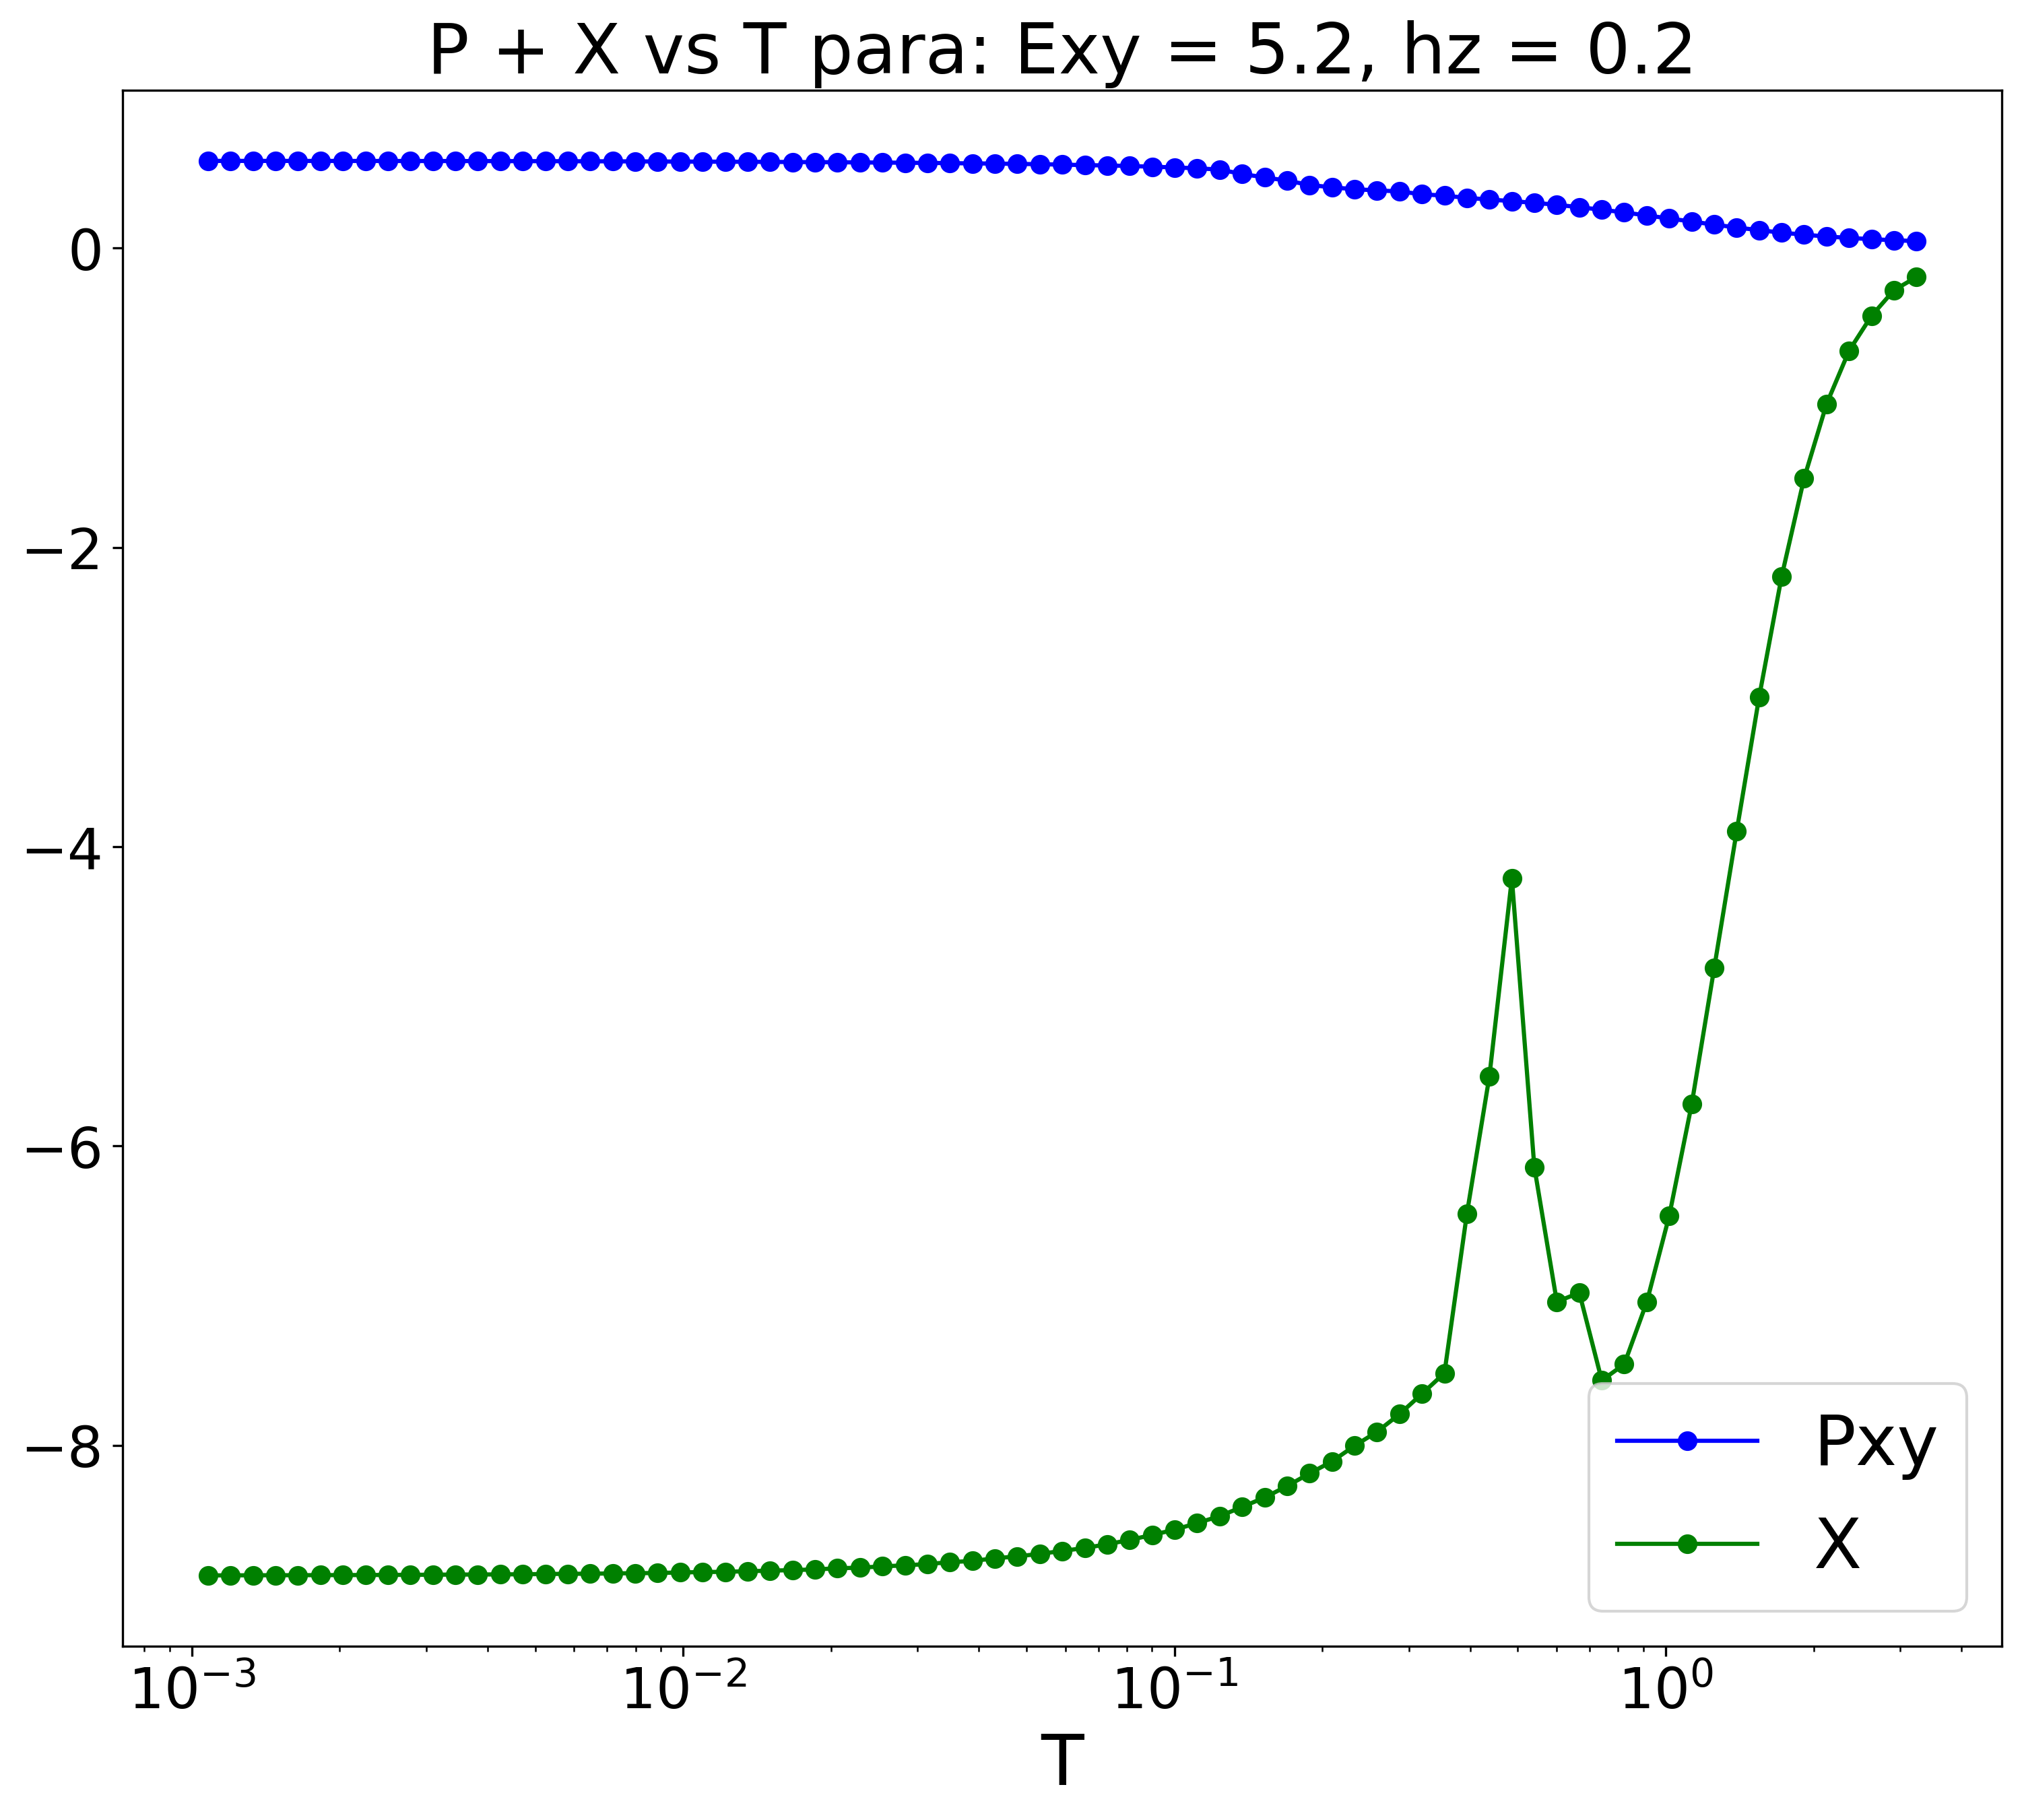 P + X vs T para: Exy = 5.2, hz = 0.2
0
−2
−4
−6
−8
10⁻³ 10⁻² 10⁻¹ 10⁰
T
Pxy
X